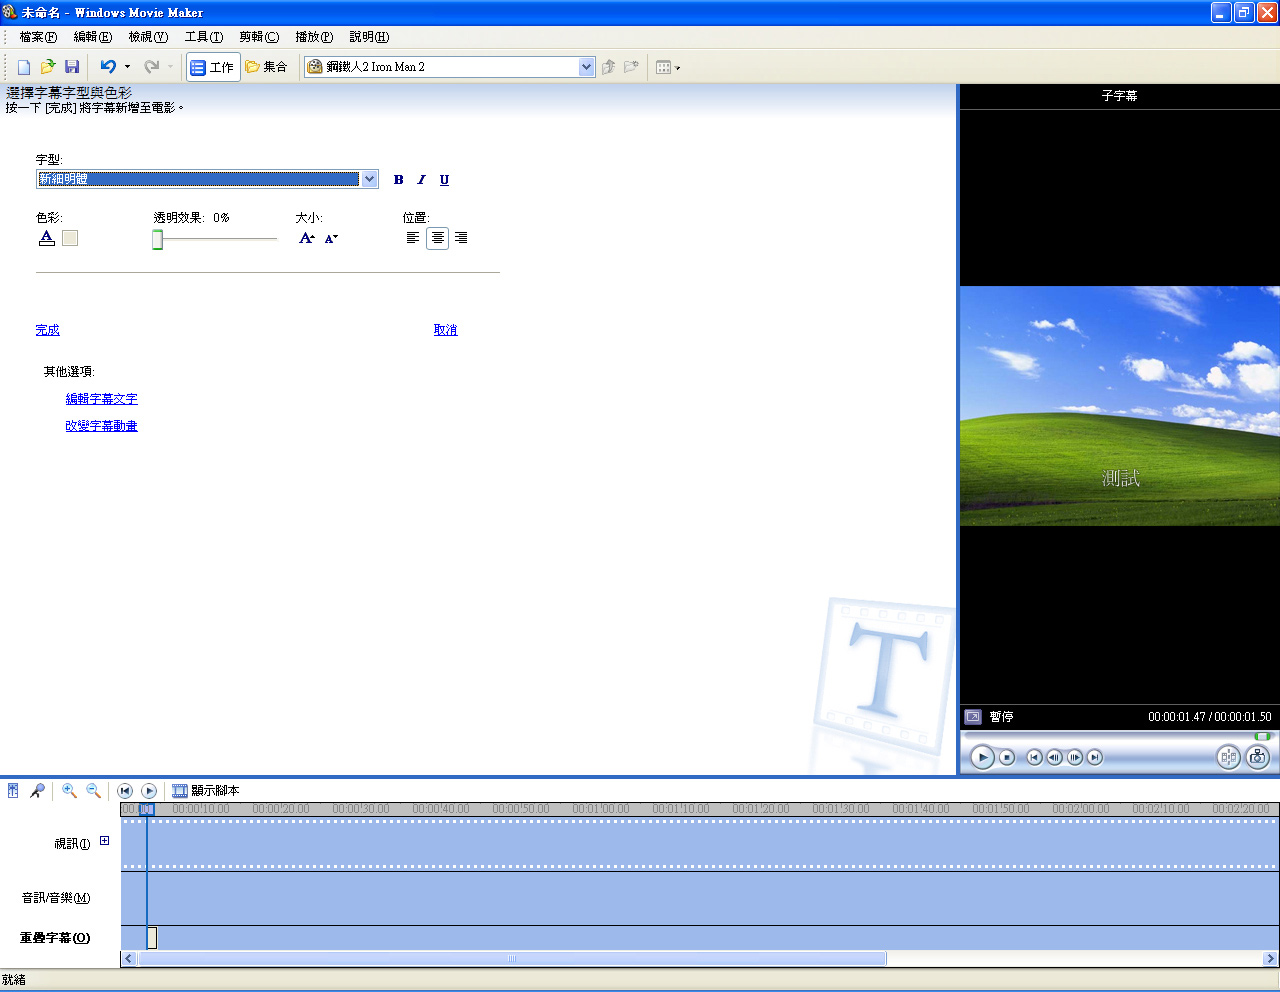 未命名 - Windows Movie Maker
檔案(F) 編輯(E) 檢視(V) 工具(T) 剪輯(C) 播放(P) 說明(H)
工作 集合 鋼鐵人2 Iron Man 2
選擇字幕字型與色彩
按一下 [完成] 將字幕新增至電影。
字型:
新細明體 B I U
色彩: 透明效果: 0% 大小: 位置:
完成 取消
其他選項:
編輯字幕文字
改變字幕動畫
子字幕
測試
暫停 00:00:01.47 / 00:00:01.50
顯示腳本
00:00'10.00 00:00'20.00 00:00'30.00 00:00'40.00 00:00'50.00 00:01'00.00 00:01'10.00 00:01'20.00 00:01'30.00 00:01'40.00 00:01'50.00 00:02'00.00 00:02'10.00 00:02'20.00
視訊(I)
音訊/音樂(M)
重疊字幕(O)
就緒